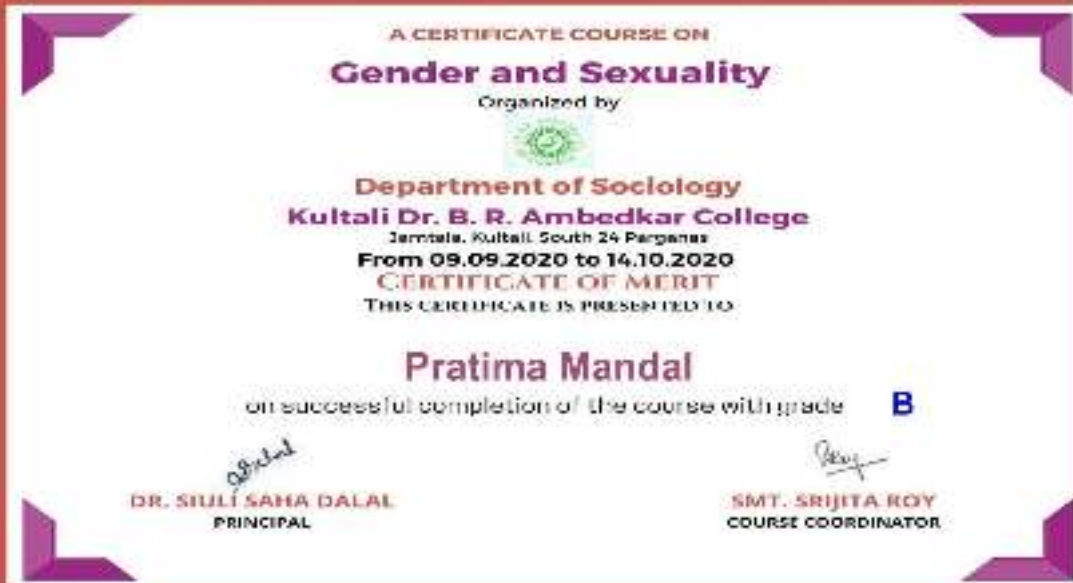 A CERTIFICATE COURSE ON
Gender and Sexuality
Organized by
Department of Sociology
Kultali Dr. B. R. Ambedkar College
Jamtala, Kultali, South 24 Parganas
From 09.09.2020 to 14.10.2020
CERTIFICATE OF MERIT
THIS CERTIFICATE IS PRESENTED TO
Pratima Mandal
on successful completion of the course with grade B
DR. SIULI SAHA DALAL
PRINCIPAL
SMT. SRIJITA ROY
COURSE COORDINATOR